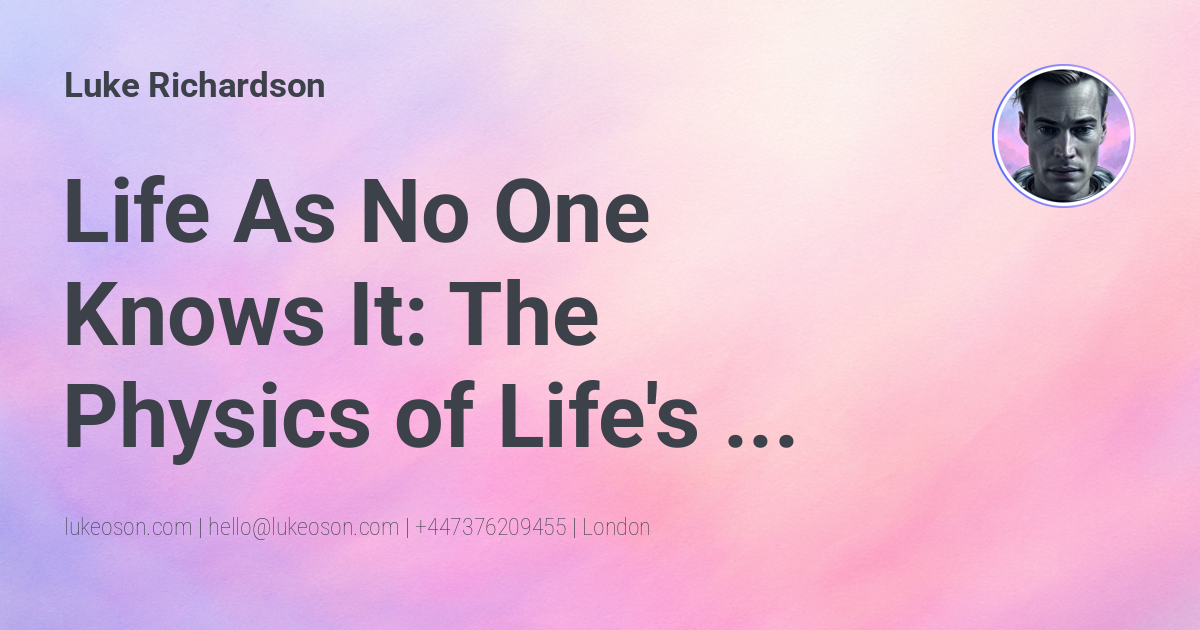 Luke Richardson
Life As No One
Knows It: The
Physics of Life's ...
lukeoson.com | hello@lukeoson.com | +447376209455 | London